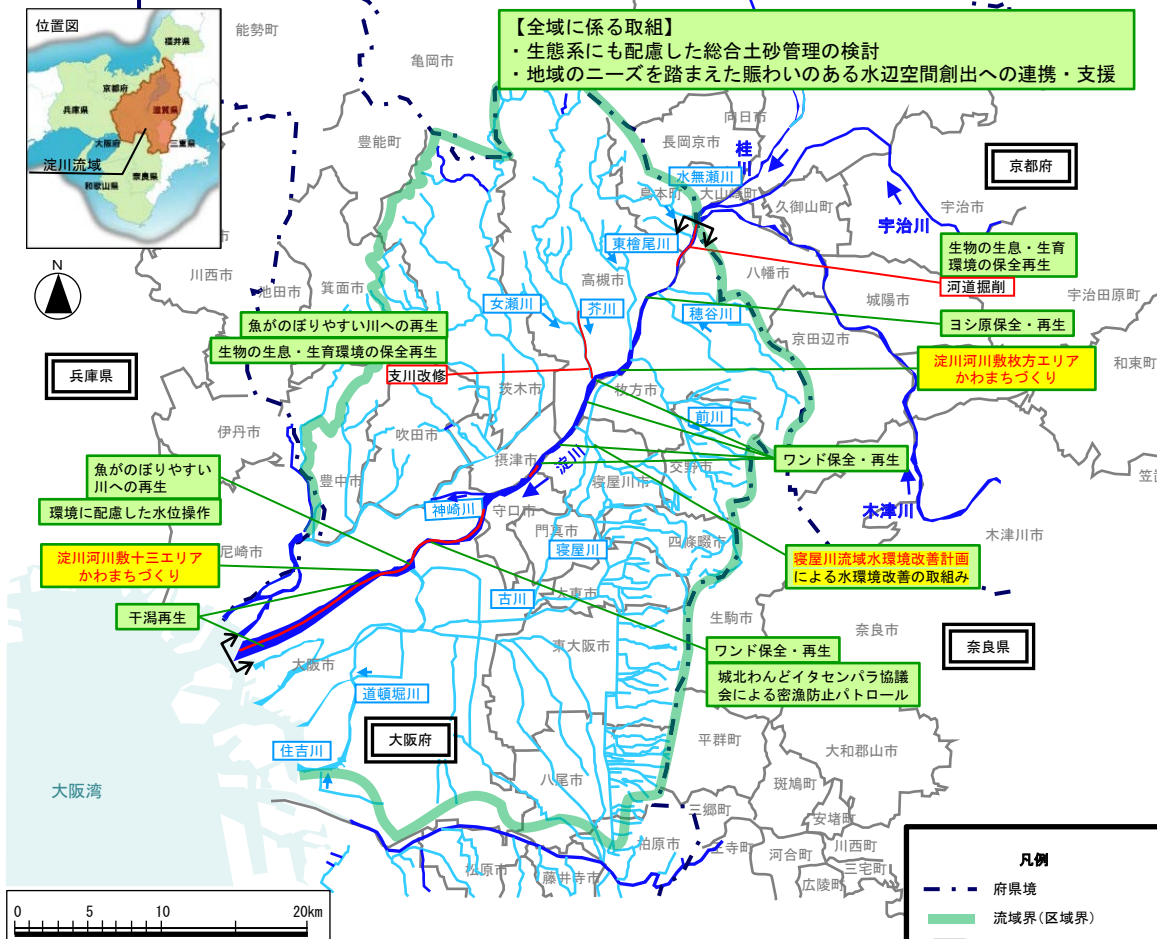 位置図
福井県
京都府
兵庫県
滋賀県
大阪府
三重県
淀川流域
奈良県
和歌山県
【全域に係る取組】
・生態系にも配慮した総合土砂管理の検討
・地域のニーズを踏まえた賑わいのある水辺空間創出への連携・支援
能勢町
亀岡市
豊能町
向日市
長岡京市
桂川
京都府
水無瀬川
島本町
大山崎町
久御山町
宇治市
宇治川
東檜尾川
生物の生息・生育
環境の保全再生
河道掘削
N
川西市
池田市
箕面市
高槻市
八幡市
城陽市
宇治田原町
女瀬川
芥川
穂谷川
ヨシ原保全・再生
魚がのぼりやすい川への再生
生物の生息・生育環境の保全再生
支川改修
京田辺市
和束町
淀川河川敷枚方エリア
かわまちづくり
兵庫県
茨木市
枚方市
前川
伊丹市
吹田市
摂津市
淀川
交野市
ワンド保全・再生
笠置
魚がのぼりやすい
川への再生
環境に配慮した水位操作
豊中市
寝屋川市
神崎川
守口市
門真市
木津川
木津川市
尼崎市
淀川河川敷十三エリア
かわまちづくり
寝屋川
四條畷市
寝屋川流域水環境改善計画
による水環境改善の取組み
古川
大東市
干潟再生
生駒市
奈良市
東大阪市
ワンド保全・再生
城北わんどイタセンパラ協議
会による密漁防止パトロール
奈良県
大阪市
道頓堀川
大阪府
住吉川
平群町
大和郡山市
大阪湾
八尾市
斑鳩町
三郷町
安堵町
柏原市
王寺町
河合町
川西町
三宅町
広陵町
松原市
藤井寺市
凡例
府県境
流域界(区域界)
0 5 10 20km